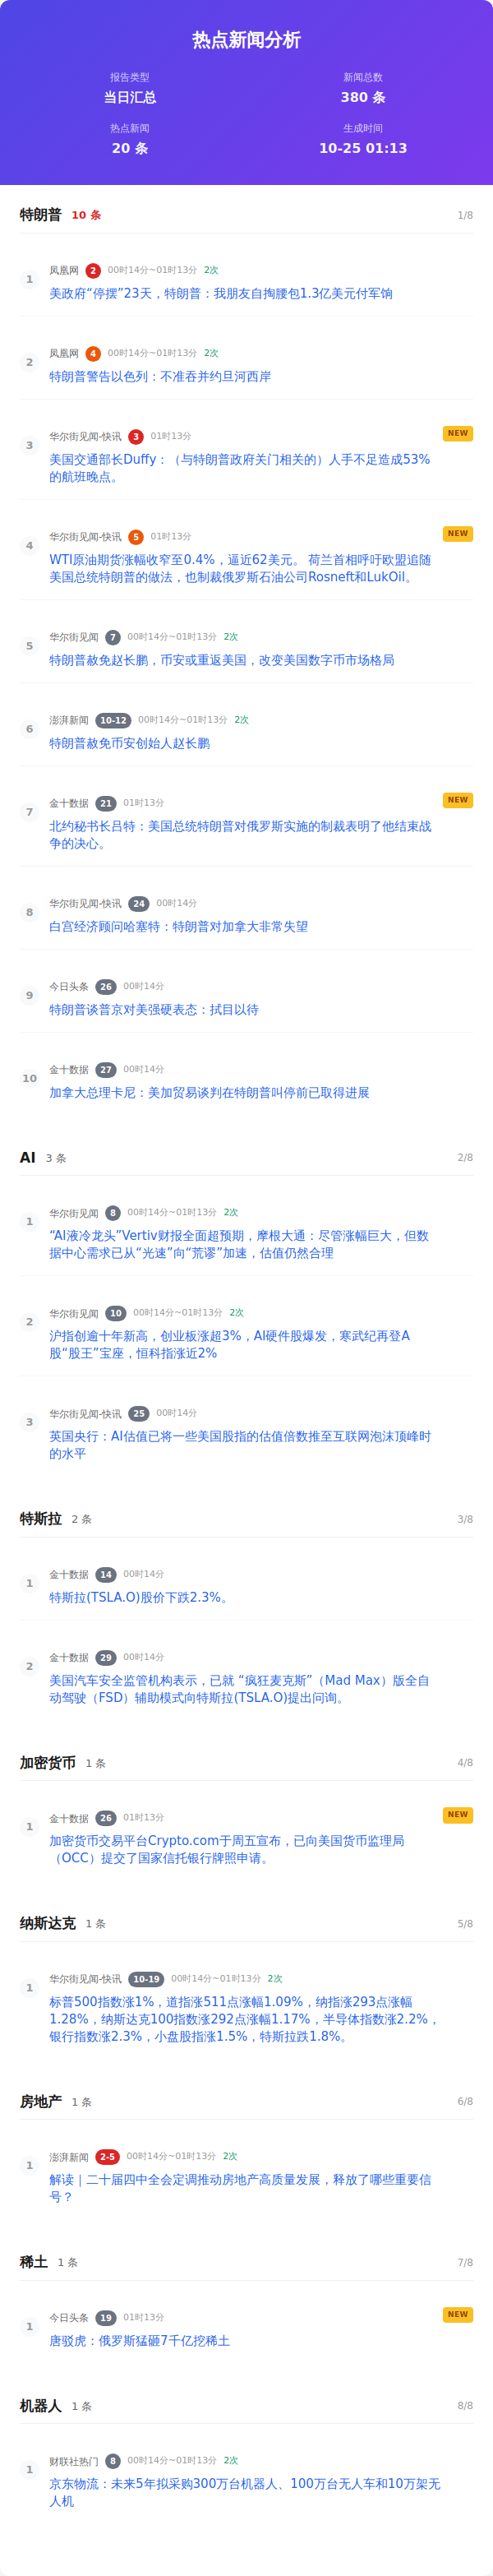 热点新闻分析
报告类型
新闻总数
当日汇总
380 条
热点新闻
生成时间
20 条
10-25 01:13
特朗普 10 条 1/8
1 凤凰网 2 00时14分~01时13分 2次
美政府“停摆”23天，特朗普：我朋友自掏腰包1.3亿美元付军饷
2 凤凰网 4 00时14分~01时13分 2次
特朗普警告以色列：不准吞并约旦河西岸
3 华尔街见闻-快讯 3 01时13分 NEW
美国交通部长Duffy：（与特朗普政府关门相关的）人手不足造成53%
的航班晚点。
4 华尔街见闻-快讯 5 01时13分 NEW
WTI原油期货涨幅收窄至0.4%，逼近62美元。 荷兰首相呼吁欧盟追随
美国总统特朗普的做法，也制裁俄罗斯石油公司Rosneft和LukOil。
5 华尔街见闻 7 00时14分~01时13分 2次
特朗普赦免赵长鹏，币安或重返美国，改变美国数字币市场格局
6 澎湃新闻 10-12 00时14分~01时13分 2次
特朗普赦免币安创始人赵长鹏
7 金十数据 21 01时13分 NEW
北约秘书长吕特：美国总统特朗普对俄罗斯实施的制裁表明了他结束战
争的决心。
8 华尔街见闻-快讯 24 00时14分
白宫经济顾问哈塞特：特朗普对加拿大非常失望
9 今日头条 26 00时14分
特朗普谈普京对美强硬表态：拭目以待
10 金十数据 27 00时14分
加拿大总理卡尼：美加贸易谈判在特朗普叫停前已取得进展
AI 3 条 2/8
1 华尔街见闻 8 00时14分~01时13分 2次
“AI液冷龙头”Vertiv财报全面超预期，摩根大通：尽管涨幅巨大，但数
据中心需求已从“光速”向“荒谬”加速，估值仍然合理
2 华尔街见闻 10 00时14分~01时13分 2次
沪指创逾十年新高，创业板涨超3%，AI硬件股爆发，寒武纪再登A
股“股王”宝座，恒科指涨近2%
3 华尔街见闻-快讯 25 00时14分
英国央行：AI估值已将一些美国股指的估值倍数推至互联网泡沫顶峰时
的水平
特斯拉 2 条 3/8
1 金十数据 14 00时14分
特斯拉(TSLA.O)股价下跌2.3%。
2 金十数据 29 00时14分
美国汽车安全监管机构表示，已就 “疯狂麦克斯”（Mad Max）版全自
动驾驶（FSD）辅助模式向特斯拉(TSLA.O)提出问询。
加密货币 1 条 4/8
1 金十数据 26 01时13分 NEW
加密货币交易平台Crypto.com于周五宣布，已向美国货币监理局
（OCC）提交了国家信托银行牌照申请。
纳斯达克 1 条 5/8
1 华尔街见闻-快讯 10-19 00时14分~01时13分 2次
标普500指数涨1%，道指涨511点涨幅1.09%，纳指涨293点涨幅
1.28%，纳斯达克100指数涨292点涨幅1.17%，半导体指数涨2.2%，
银行指数涨2.3%，小盘股指涨1.5%，特斯拉跌1.8%。
房地产 1 条 6/8
1 澎湃新闻 2-5 00时14分~01时13分 2次
解读｜二十届四中全会定调推动房地产高质量发展，释放了哪些重要信
号？
稀土 1 条 7/8
1 今日头条 19 01时13分 NEW
唐驳虎：俄罗斯猛砸7千亿挖稀土
机器人 1 条 8/8
1 财联社热门 8 00时14分~01时13分 2次
京东物流：未来5年拟采购300万台机器人、100万台无人车和10万架无
人机